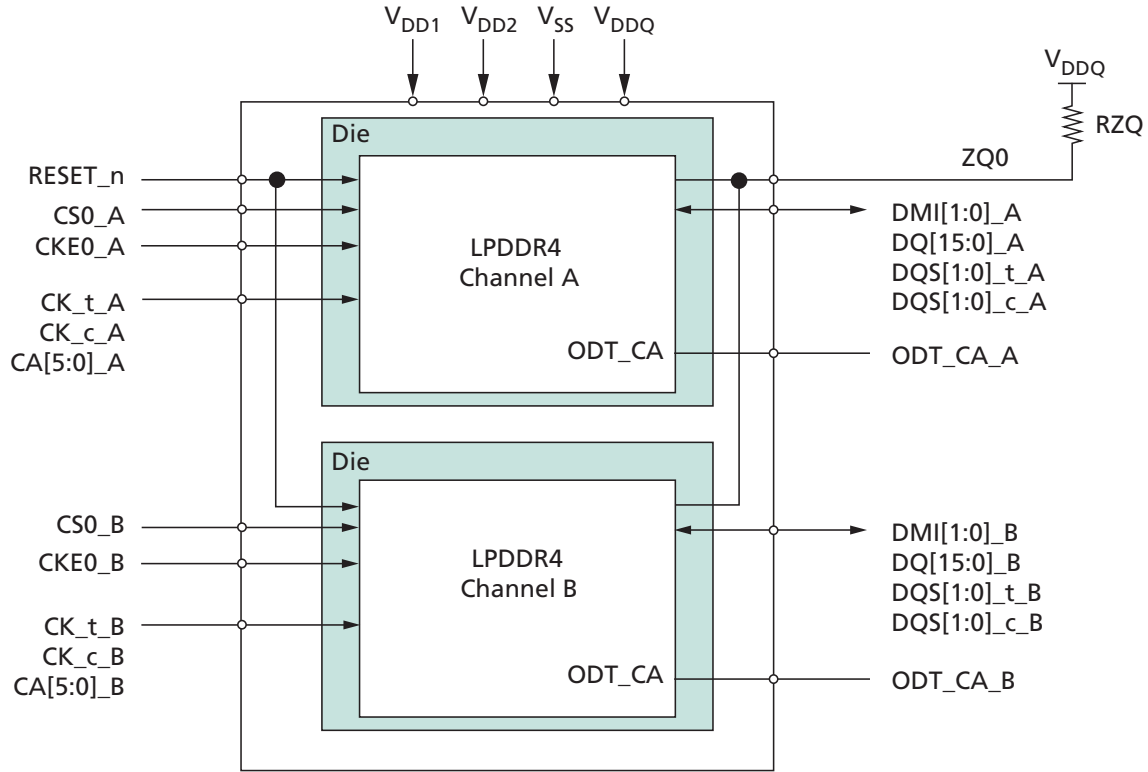 VDD1 VDD2 VSS VDDQ
VDDQ
RZQ
ZQ0
Die
RESET_n
CS0_A
CKE0_A
CK_t_A
CK_c_A
CA[5:0]_A
LPDDR4
Channel A
ODT_CA
DMI[1:0]_A
DQ[15:0]_A
DQS[1:0]_t_A
DQS[1:0]_c_A
ODT_CA_A
Die
CS0_B
CKE0_B
CK_t_B
CK_c_B
CA[5:0]_B
LPDDR4
Channel B
ODT_CA
DMI[1:0]_B
DQ[15:0]_B
DQS[1:0]_t_B
DQS[1:0]_c_B
ODT_CA_B